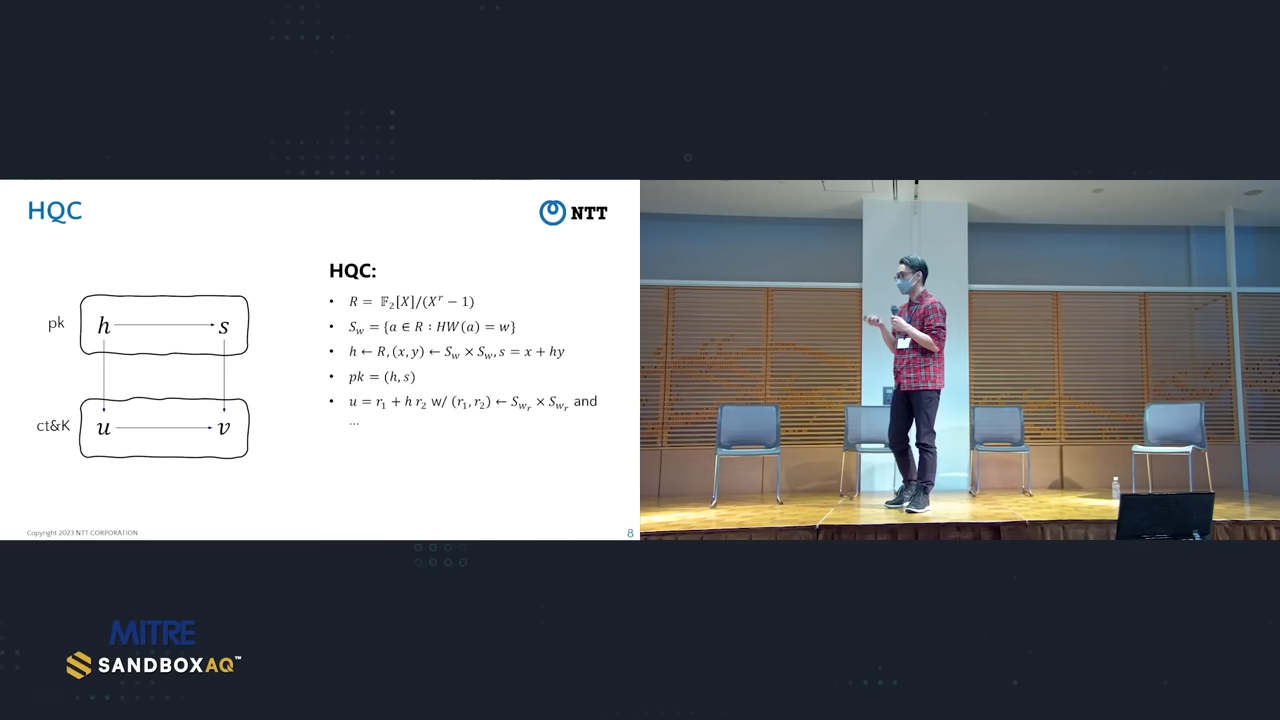 HQC
NTT
HQC:
pk
h
s
ct&K
u
v
• R = 𝔽₂[X]/(Xʳ − 1)
• S_w = {a ∈ R : HW(a) = w}
• h ← R, (x, y) ← S_w × S_w, s = x + hy
• pk = (h, s)
• u = r₁ + h r₂ w/ (r₁, r₂) ← S_{w_r} × S_{w_r} and
...
Copyright 2023 NTT CORPORATION
8
MITRE
SANDBOXAQ™